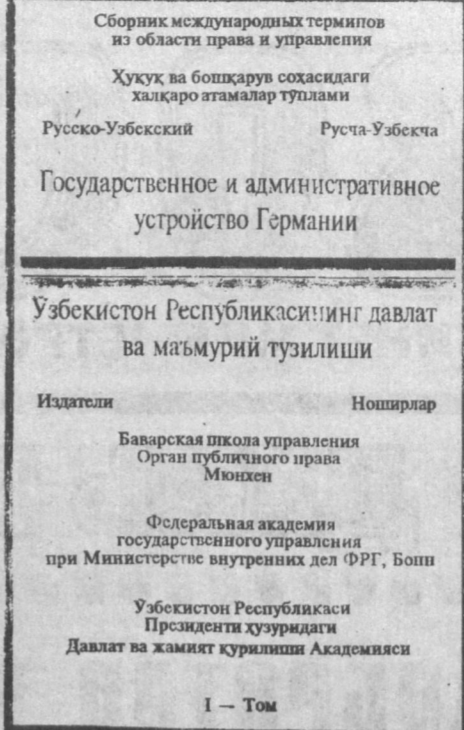 Сборник международных терминов
из области права и управления
Ҳуқуқ ва бошқарув соҳасидаги
халқаро атамалар тўплами
Русско-Узбекский Русча-Ўзбекча
Государственное и административное
устройство Германии
Ўзбекистон Республикасининг давлат
ва маъмурий тузилиши
Издатели Ноширлар
Баварская школа управления
Орган публичного права
Мюнхен
Федеральная академия
государственного управления
при Министерстве внутренних дел ФРГ, Бонн
Ўзбекистон Республикаси
Президенти ҳузуридаги
Давлат ва жамият қурилиши Академияси
I — Том